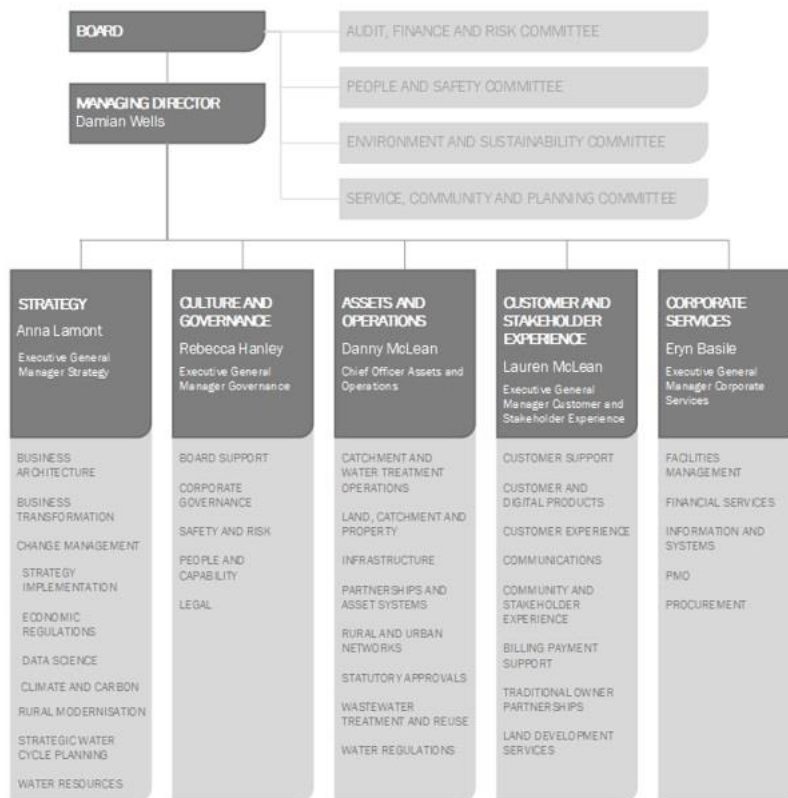 BOARD
AUDIT, FINANCE AND RISK COMMITTEE
PEOPLE AND SAFETY COMMITTEE
MANAGING DIRECTOR
Damian Wells
ENVIRONMENT AND SUSTAINABILITY COMMITTEE
SERVICE, COMMUNITY AND PLANNING COMMITTEE
STRATEGY
Anna Lamont
Executive General
Manager Strategy
BUSINESS
ARCHITECTURE
BUSINESS
TRANSFORMATION
CHANGE MANAGEMENT
STRATEGY
IMPLEMENTATION
ECONOMIC
REGULATIONS
DATA SCIENCE
CLIMATE AND CARBON
RURAL MODERNISATION
STRATEGIC WATER
CYCLE PLANNING
WATER RESOURCES
CULTURE AND
GOVERNANCE
Rebecca Hanley
Executive General
Manager Governance
BOARD SUPPORT
CORPORATE
GOVERNANCE
SAFETY AND RISK
PEOPLE AND
CAPABILITY
LEGAL
ASSETS AND
OPERATIONS
Danny McLean
Chief Officer Assets and
Operations
CATCHMENT AND
WATER TREATMENT
OPERATIONS
LAND, CATCHMENT AND
PROPERTY
INFRASTRUCTURE
PARTNERSHIPS AND
ASSET SYSTEMS
RURAL AND URBAN
NETWORKS
STATUTORY APPROVALS
WASTEWATER
TREATMENT AND REUSE
WATER REGULATIONS
CUSTOMER AND
STAKEHOLDER
EXPERIENCE
Lauren McLean
Executive General
Manager Customer and
Stakeholder Experience
CUSTOMER SUPPORT
CUSTOMER AND
DIGITAL PRODUCTS
CUSTOMER EXPERIENCE
COMMUNICATIONS
COMMUNITY AND
STAKEHOLDER
EXPERIENCE
BILLING PAYMENT
SUPPORT
TRADITIONAL OWNER
PARTNERSHIPS
LAND DEVELOPMENT
SERVICES
CORPORATE
SERVICES
Eryn Basile
Executive General
Manager Corporate
Services
FACILITIES
MANAGEMENT
FINANCIAL SERVICES
INFORMATION AND
SYSTEMS
PMO
PROCUREMENT